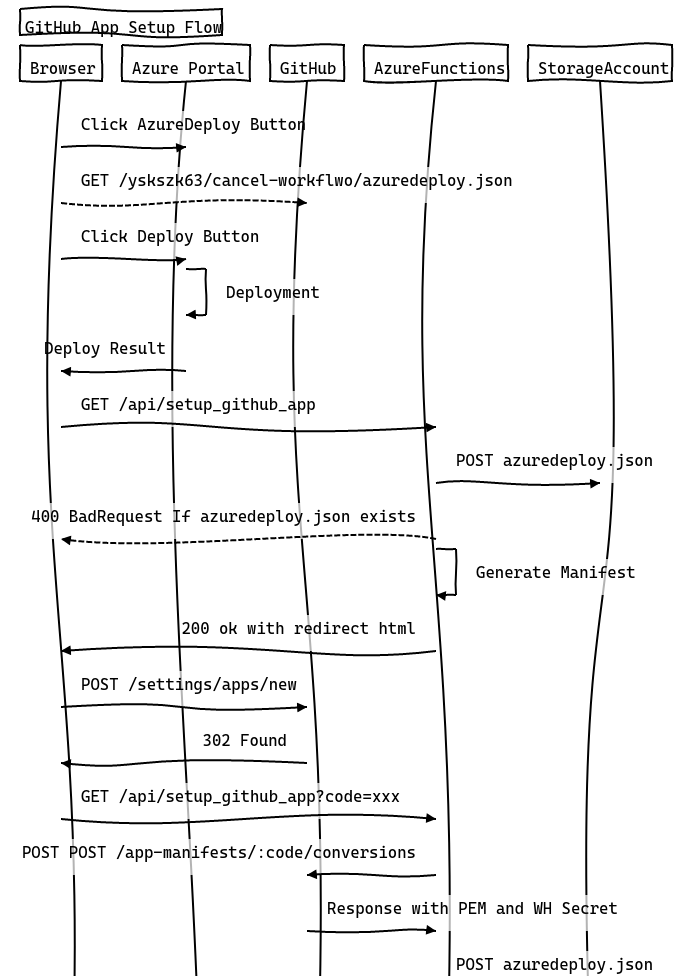 GitHub App Setup Flow
Browser
Azure Portal
GitHub
AzureFunctions
StorageAccount
Click AzureDeploy Button
GET /yskszk63/cancel-workflwo/azuredeploy.json
Click Deploy Button
Deployment
Deploy Result
GET /api/setup_github_app
POST azuredeploy.json
400 BadRequest If azuredeploy.json exists
Generate Manifest
200 ok with redirect html
POST /settings/apps/new
302 Found
GET /api/setup_github_app?code=xxx
POST POST /app-manifests/:code/conversions
Response with PEM and WH Secret
POST azuredeploy.json